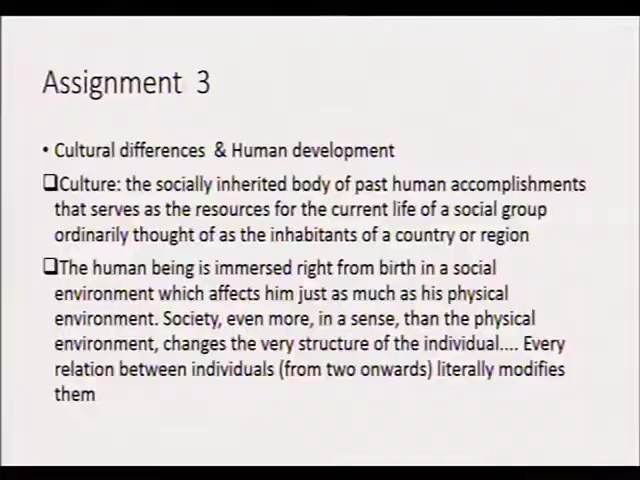 Assignment 3
• Cultural differences & Human development
❑Culture: the socially inherited body of past human accomplishments
that serves as the resources for the current life of a social group
ordinarily thought of as the inhabitants of a country or region
❑The human being is immersed right from birth in a social
environment which affects him just as much as his physical
environment. Society, even more, in a sense, than the physical
environment, changes the very structure of the individual.... Every
relation between individuals (from two onwards) literally modifies
them